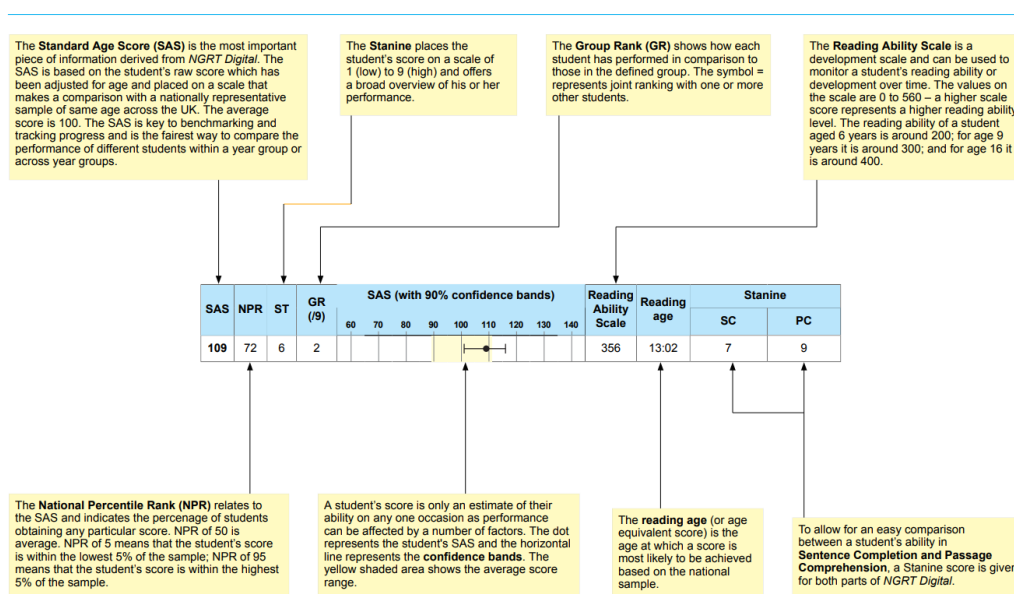 The Standard Age Score (SAS) is the most important
piece of information derived from NGRT Digital. The
SAS is based on the student's raw score which has
been adjusted for age and placed on a scale that
makes a comparison with a nationally representative
sample of same age across the UK. The average
score is 100. The SAS is key to benchmarking and
tracking progress and is the fairest way to compare the
performance of different students within a year group or
across year groups.
The Stanine places the
student's score on a scale of
1 (low) to 9 (high) and offers
a broad overview of his or her
performance.
The Group Rank (GR) shows how each
student has performed in comparison to
those in the defined group. The symbol =
represents joint ranking with one or more
other students.
The Reading Ability Scale is a
development scale and can be used to
monitor a student's reading ability or
development over time. The values on
the scale are 0 to 560 – a higher scale
score represents a higher reading ability
level. The reading ability of a student
aged 6 years is around 200; for age 9
years it is around 300; and for age 16 it
is around 400.
SAS
NPR
ST
GR
(/9)
SAS (with 90% confidence bands)
60 70 80 90 100 110 120 130 140
Reading
Ability
Scale
Reading
age
Stanine
SC PC
109 72 6 2 356 13:02 7 9
The National Percentile Rank (NPR) relates to
the SAS and indicates the percenage of students
obtaining any particular score. NPR of 50 is
average. NPR of 5 means that the student's score
is within the lowest 5% of the sample; NPR of 95
means that the student's score is within the highest
5% of the sample.
A student's score is only an estimate of their
ability on any one occasion as performance
can be affected by a number of factors. The dot
represents the student's SAS and the horizontal
line represents the confidence bands. The
yellow shaded area shows the average score
range.
The reading age (or age
equivalent score) is the
age at which a score is
most likely to be achieved
based on the national
sample.
To allow for an easy comparison
between a student's ability in
Sentence Completion and Passage
Comprehension, a Stanine score is given
for both parts of NGRT Digital.